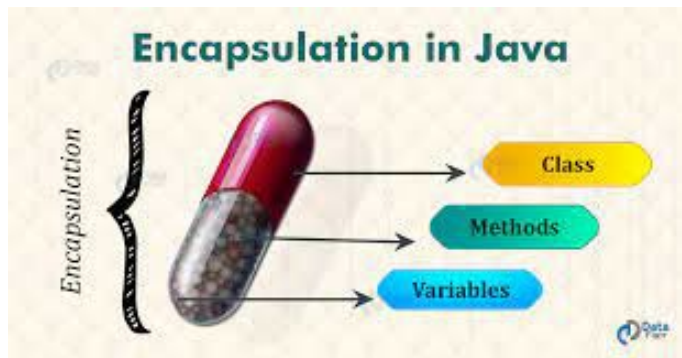 Encapsulation in Java
Encapsulation
Class
Methods
Variables
Data
Flair